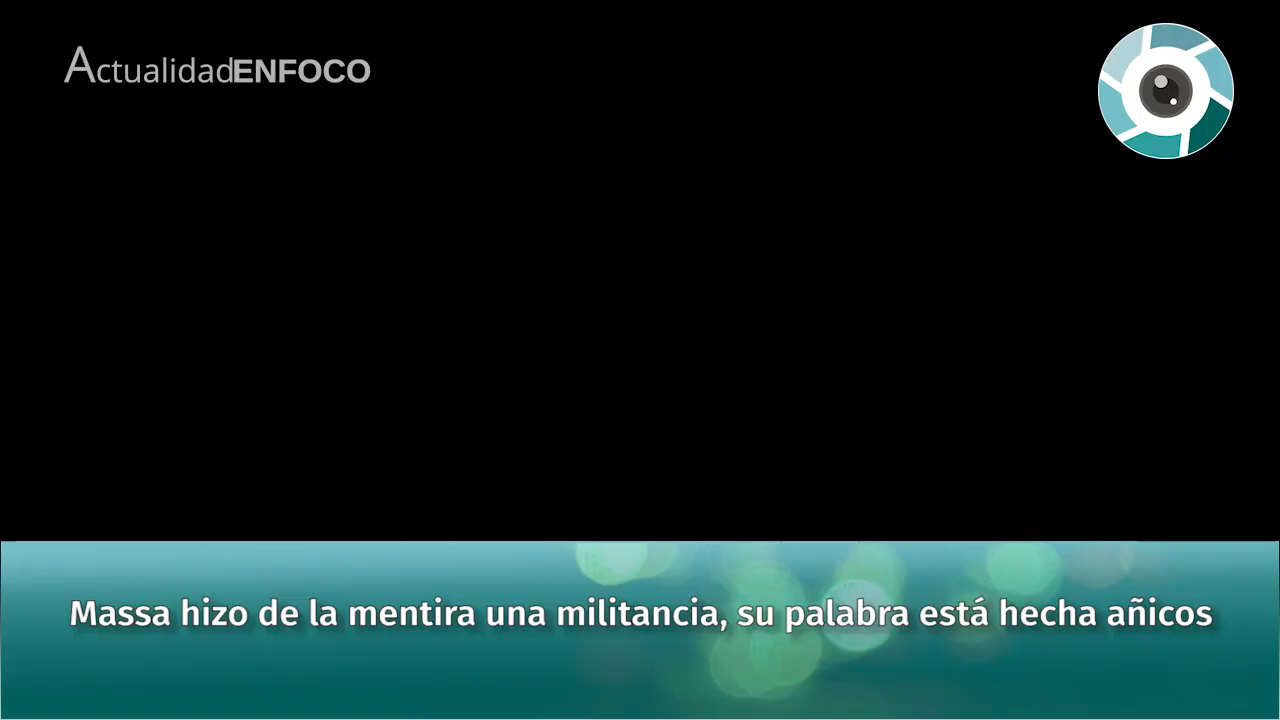 ActualidadENFOCO
Massa hizo de la mentira una militancia, su palabra está hecha añicos